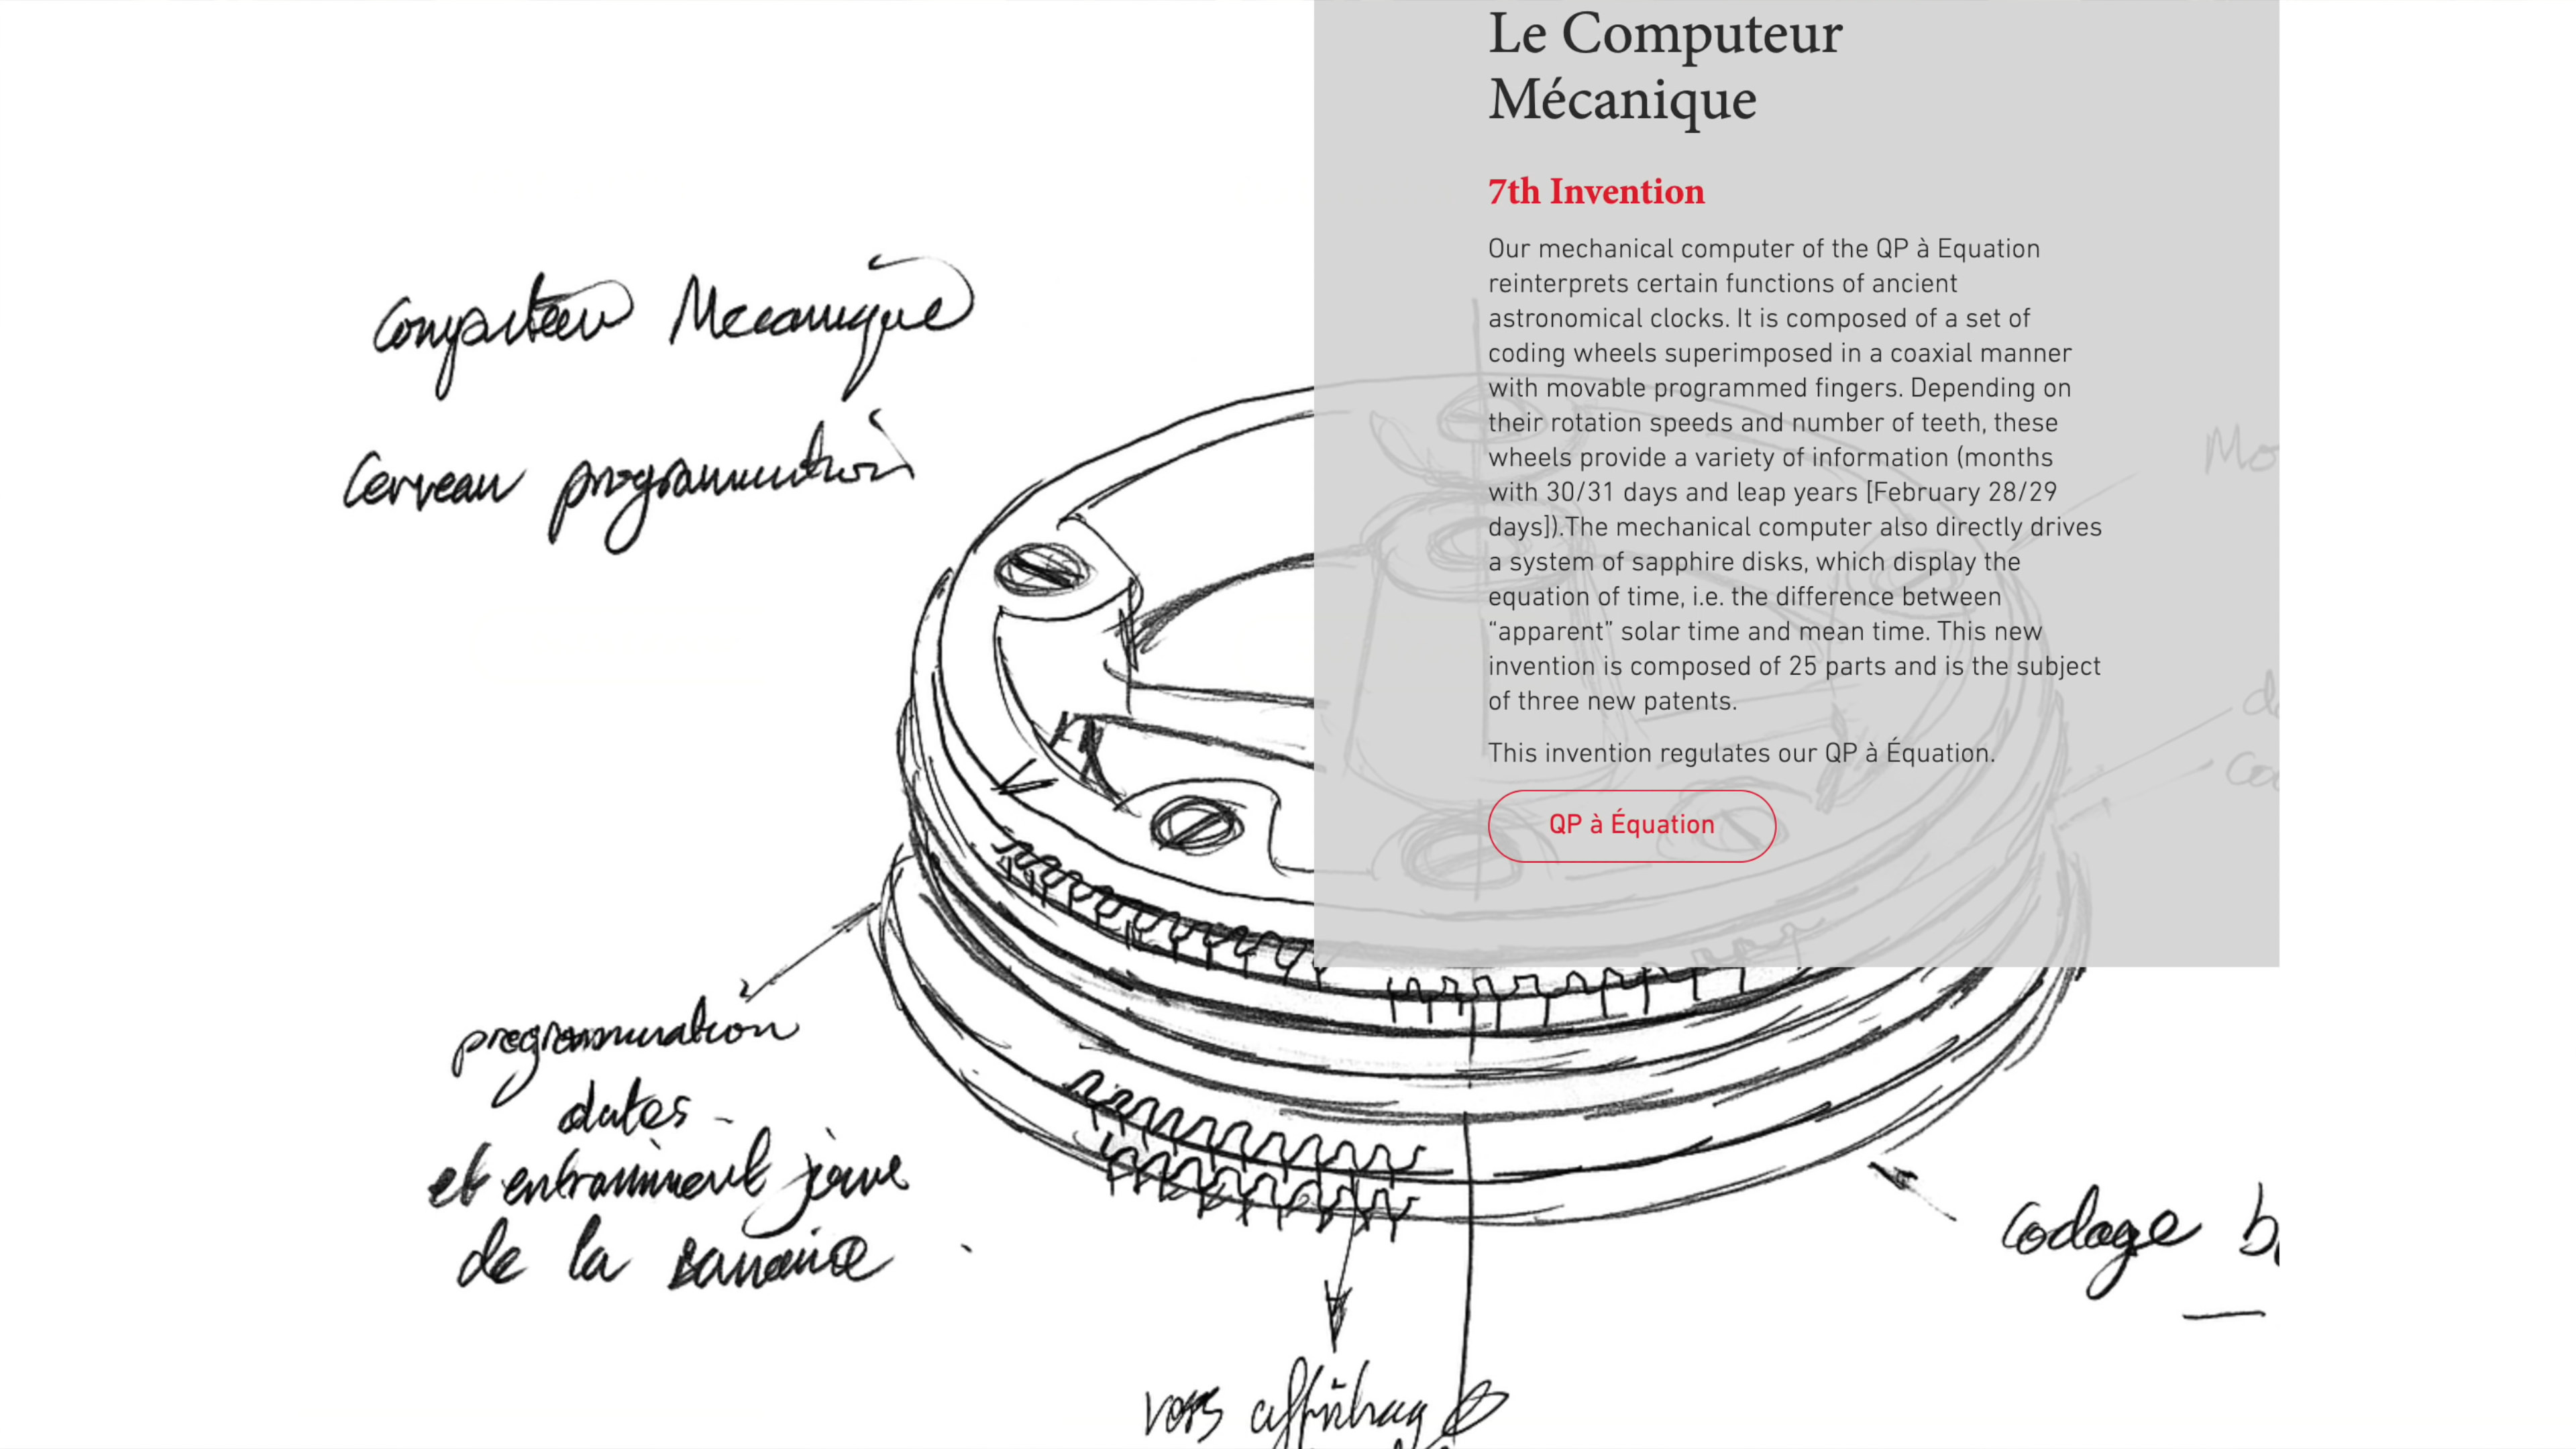 Le Computeur
Mécanique
7th Invention
Our mechanical computer of the QP à Equation
reinterprets certain functions of ancient
astronomical clocks. It is composed of a set of
coding wheels superimposed in a coaxial manner
with movable programmed fingers. Depending on
their rotation speeds and number of teeth, these
wheels provide a variety of information (months
with 30/31 days and leap years [February 28/29
days]).The mechanical computer also directly drives
a system of sapphire disks, which display the
equation of time, i.e. the difference between
“apparent” solar time and mean time. This new
invention is composed of 25 parts and is the subject
of three new patents.
This invention regulates our QP à Équation.
QP à Équation
Computeur Mecanique
Cerveau programmation
programmation
dates
et entrainement jour
de la semaine
Codage
vers affichage